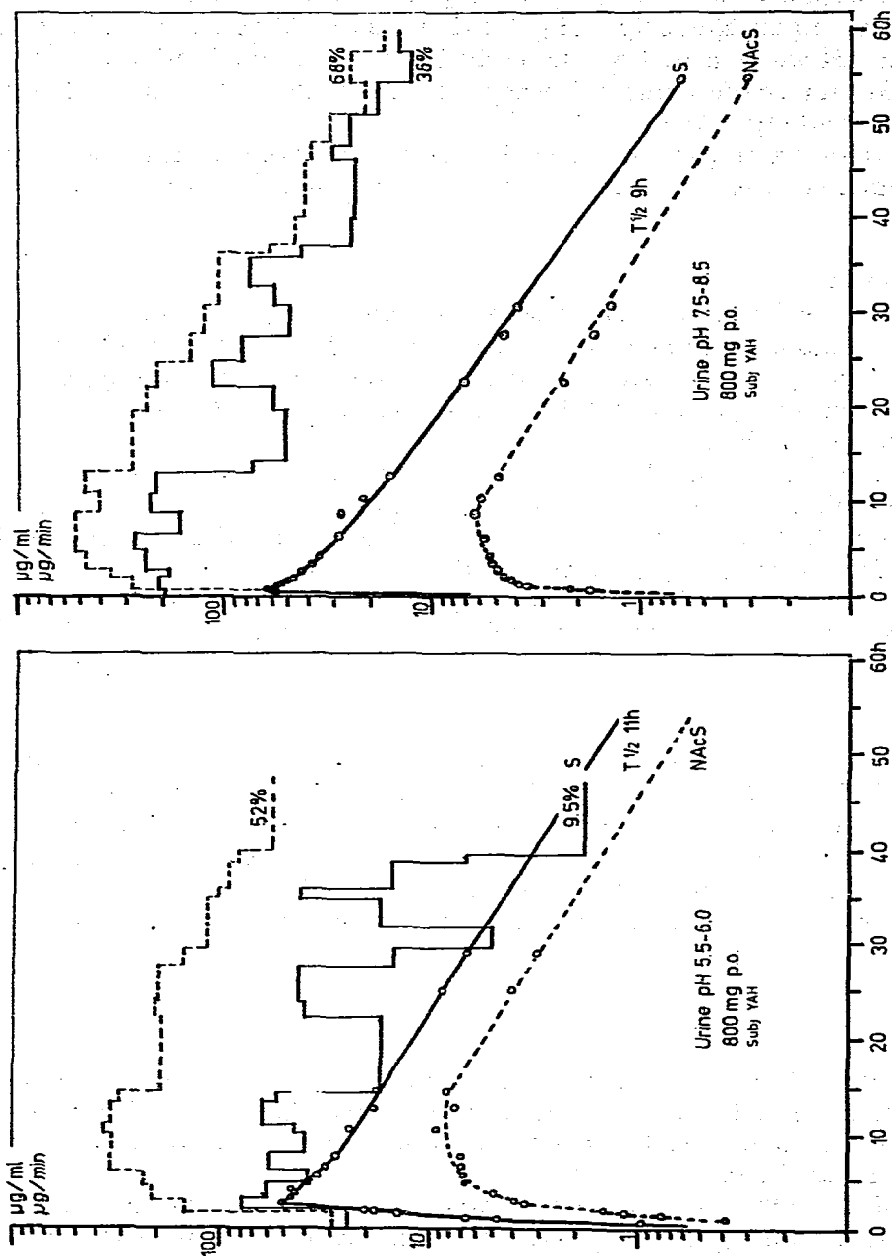 µg/ml
µg/min
100
10
1
0
10
20
30
40
50
60h
52%
9.5%
S
T 1/2 11h
NAcS
Urine pH 5.5-6.0
800 mg p.o.
Subj YAH
µg/ml
µg/min
100
10
1
0
10
20
30
40
50
60h
68%
36%
S
NAcS
T 1/2 9h
Urine pH 7.5-8.5
800 mg p.o.
Subj YAH